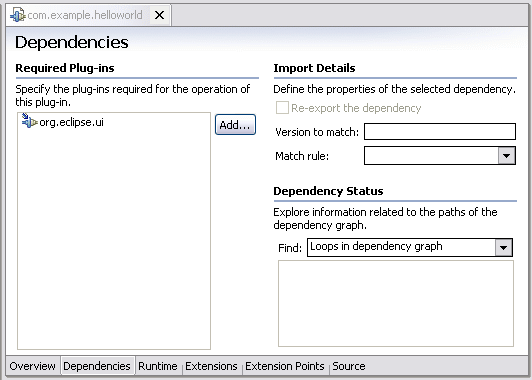 com.example.helloworld
Dependencies
Required Plug-ins
Specify the plug-ins required for the operation of
this plug-in.
org.eclipse.ui
Add...
Import Details
Define the properties of the selected dependency.
Re-export the dependency
Version to match:
Match rule:
Dependency Status
Explore information related to the paths of the
dependency graph.
Find: Loops in dependency graph
Overview Dependencies Runtime Extensions Extension Points Source